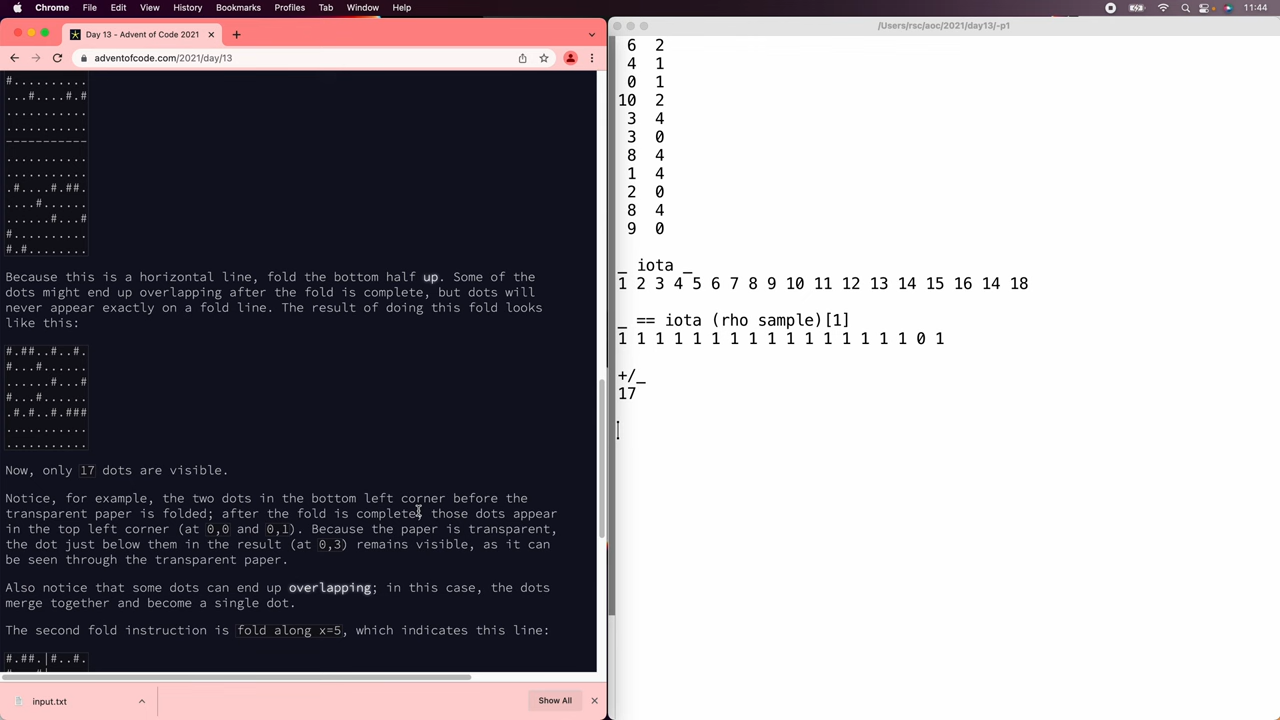 Chrome File Edit View History Bookmarks Profiles Tab Window Help 11:44
Day 13 - Advent of Code 2021
adventofcode.com/2021/day/13
#..........
...#....#.#
...........
...........
-----------
...........
...........
.#....#.##.
....#......
......#...#
#..........
#.#........
Because this is a horizontal line, fold the bottom half up. Some of the
dots might end up overlapping after the fold is complete, but dots will
never appear exactly on a fold line. The result of doing this fold looks
like this:
#.##..#..#.
#...#......
......#...#
#...#......
.#.#..#.###
...........
...........
Now, only 17 dots are visible.
Notice, for example, the two dots in the bottom left corner before the
transparent paper is folded; after the fold is complete, those dots appear
in the top left corner (at 0,0 and 0,1). Because the paper is transparent,
the dot just below them in the result (at 0,3) remains visible, as it can
be seen through the transparent paper.
Also notice that some dots can end up overlapping; in this case, the dots
merge together and become a single dot.
The second fold instruction is fold along x=5, which indicates this line:
#.##.|#..#.
input.txt
Show All
/Users/rsc/aoc/2021/day13/-p1
6 2
4 1
0 1
10 2
3 4
3 0
8 4
1 4
2 0
8 4
9 0
_ iota _
1 2 3 4 5 6 7 8 9 10 11 12 13 14 15 16 14 18
_ == iota (rho sample)[1]
1 1 1 1 1 1 1 1 1 1 1 1 1 1 1 1 0 1
+/_
17